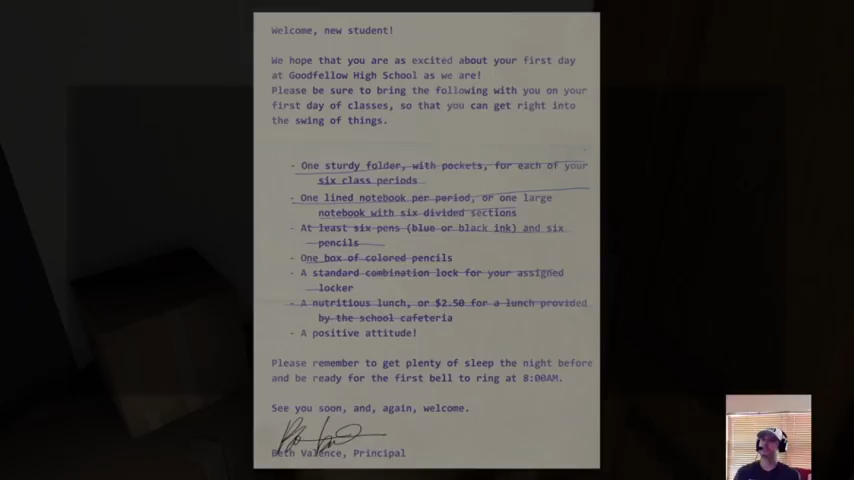 Welcome, new student!
We hope that you are as excited about your first day
at Goodfellow High School as we are!
Please be sure to bring the following with you on your
first day of classes, so that you can get right into
the swing of things.
- One sturdy folder, with pockets, for each of your
six class periods
- One lined notebook per period, or one large
notebook with six divided sections
- At least six pens (blue or black ink) and six
pencils
- One box of colored pencils
- A standard combination lock for your assigned
locker
- A nutritious lunch, or $2.50 for a lunch provided
by the school cafeteria
- A positive attitude!
Please remember to get plenty of sleep the night before
and be ready for the first bell to ring at 8:00AM.
See you soon, and, again, welcome.
Beth Valence, Principal